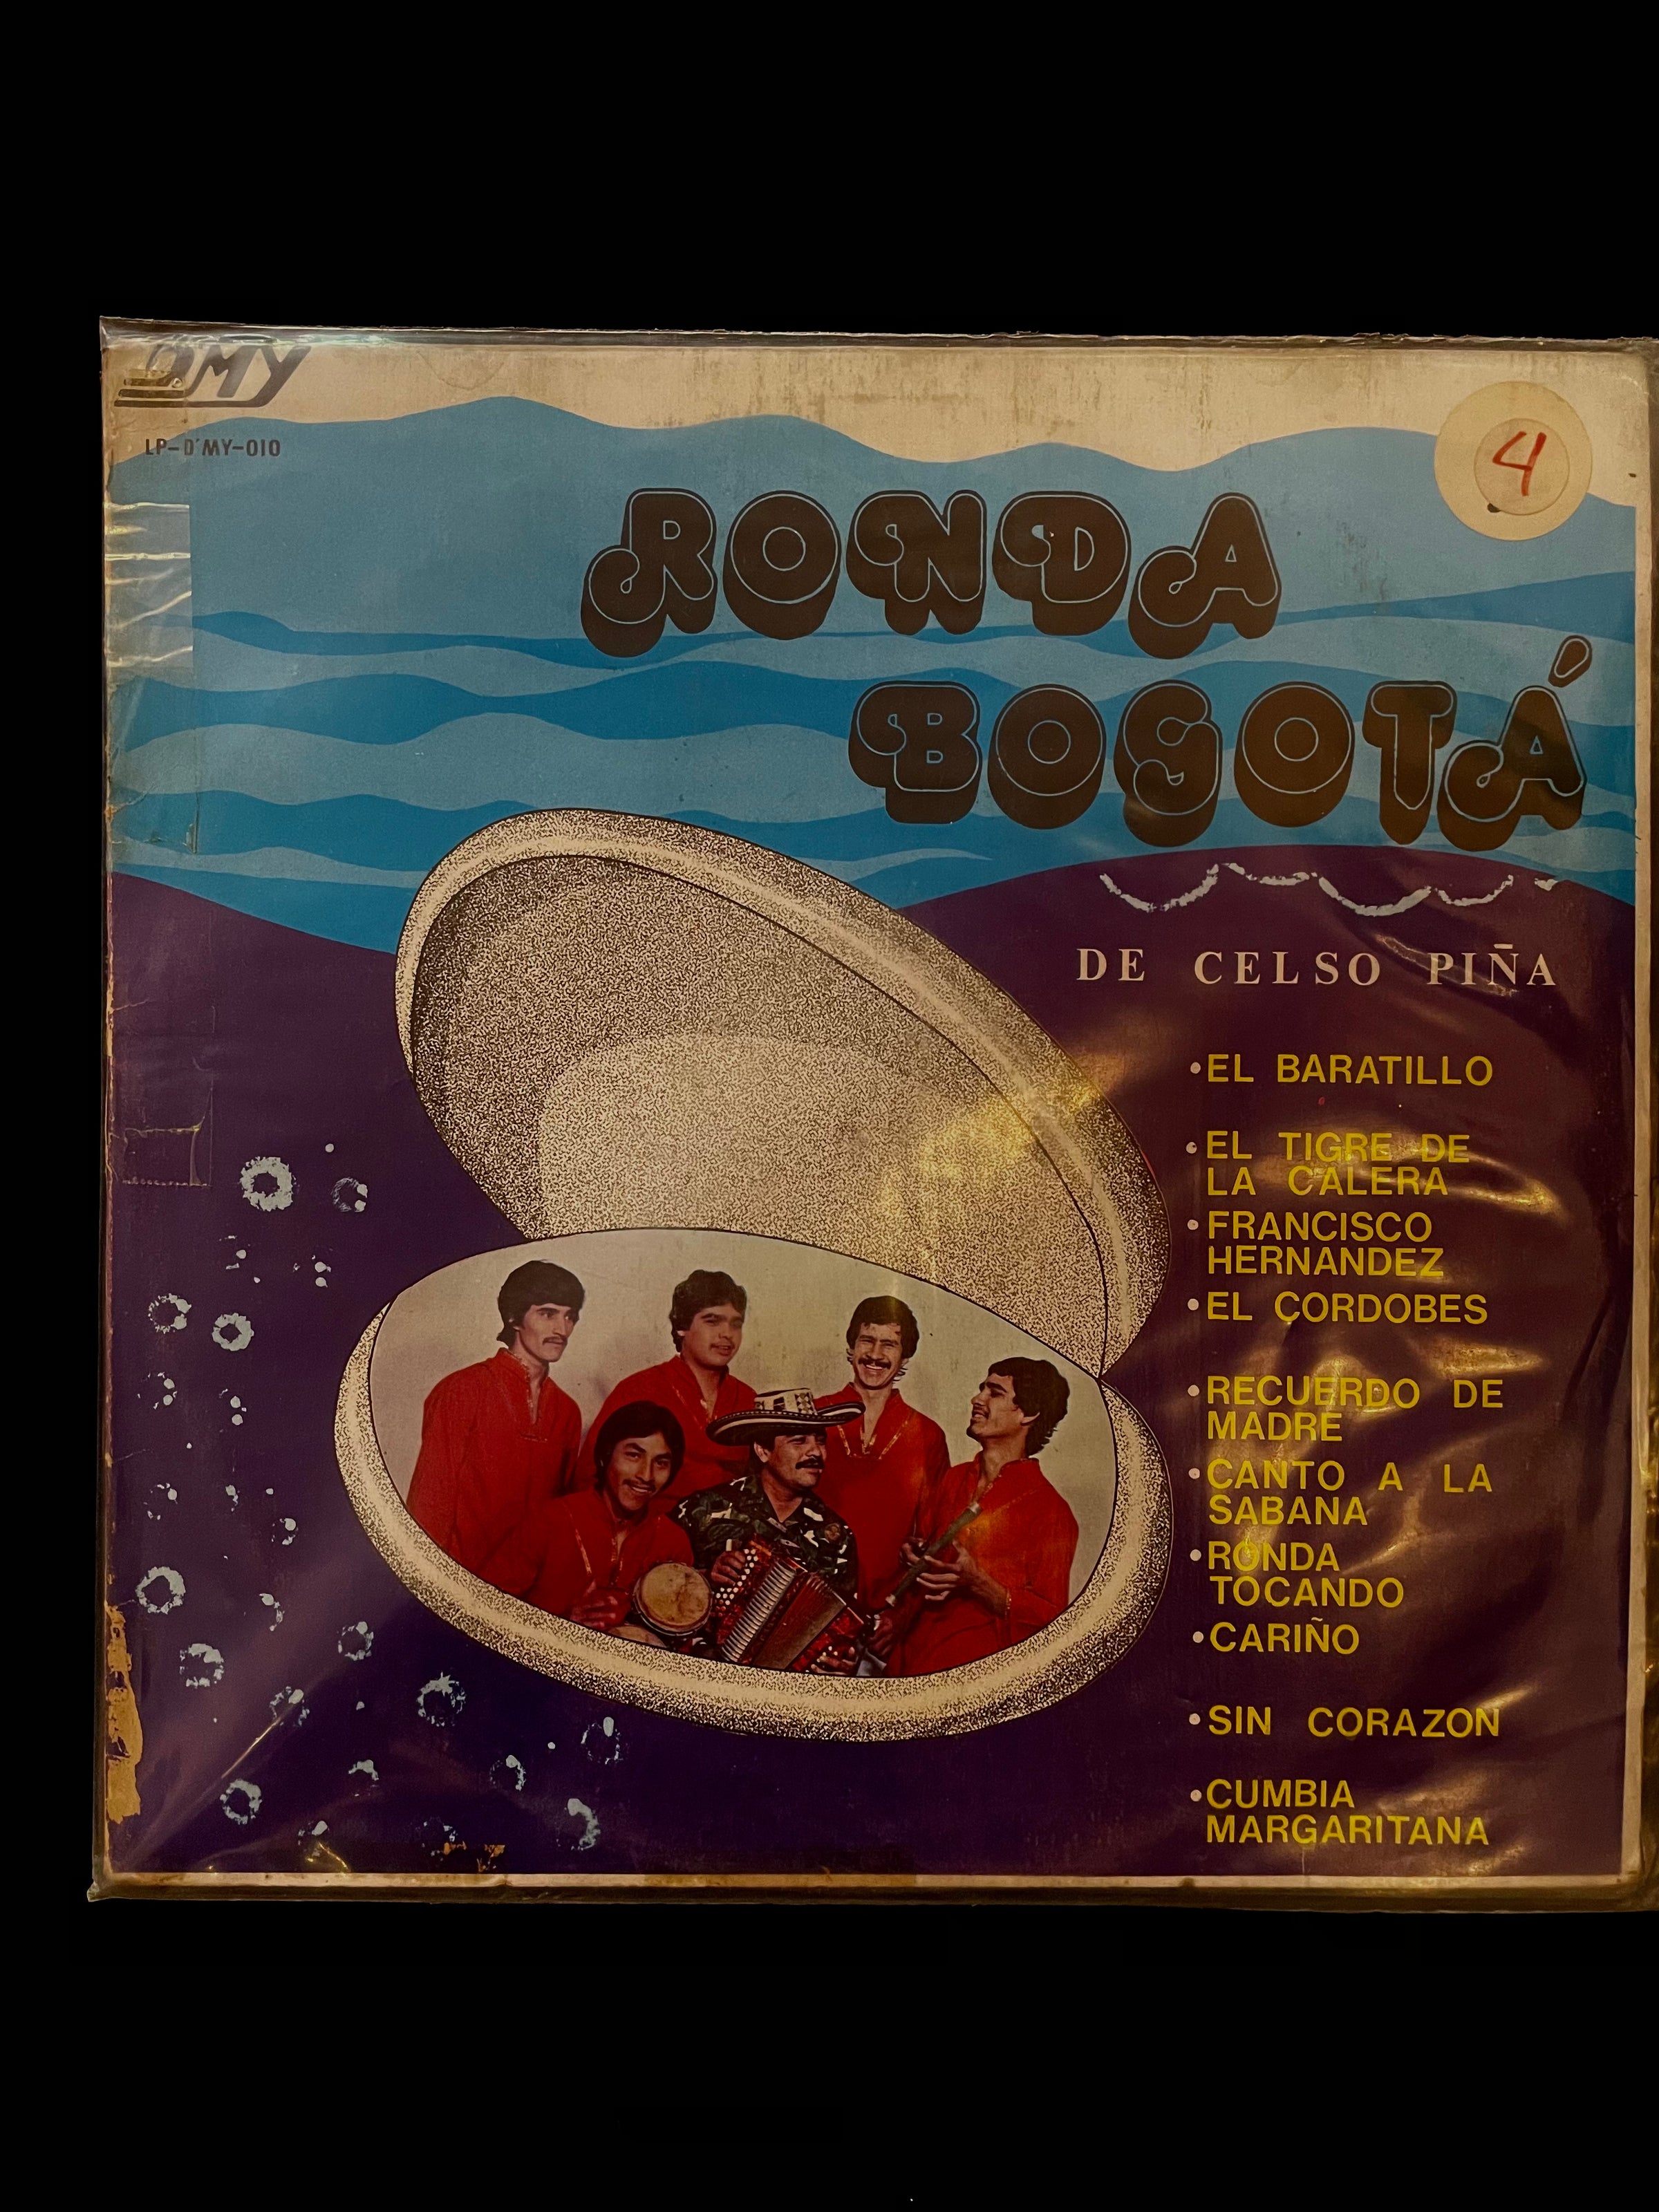 D'MY
LP-D'MY-010
4
RONDA
BOGOTÁ
DE CELSO PIÑA
•EL BARATILLO
•EL TIGRE DE
LA CALERA
•FRANCISCO
HERNANDEZ
•EL CORDOBES
•RECUERDO DE
MADRE
•CANTO A LA
SABANA
•RONDA
TOCANDO
•CARIÑO
•SIN CORAZON
•CUMBIA
MARGARITANA